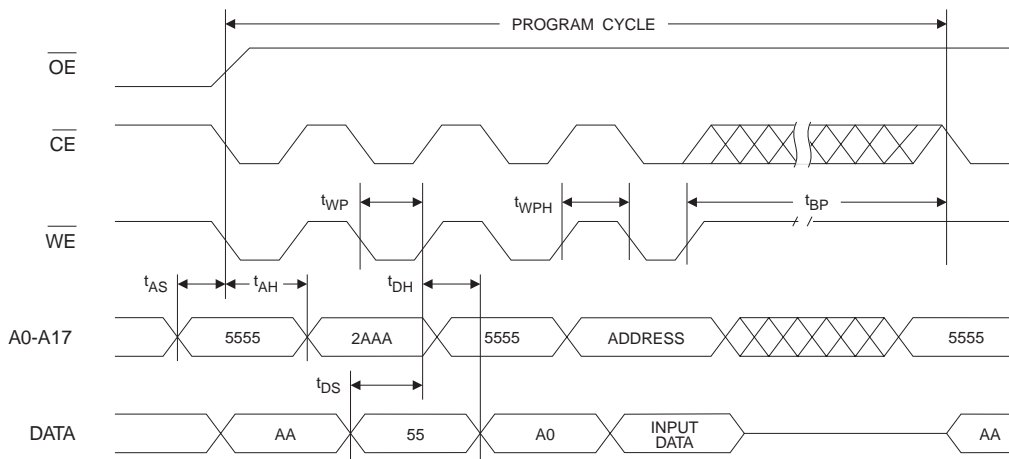 PROGRAM CYCLE
OE
CE
tWP
tWPH
tBP
WE
tAS
tAH
tDH
A0-A17
5555
2AAA
5555
ADDRESS
5555
tDS
DATA
AA
55
A0
INPUT
DATA
AA